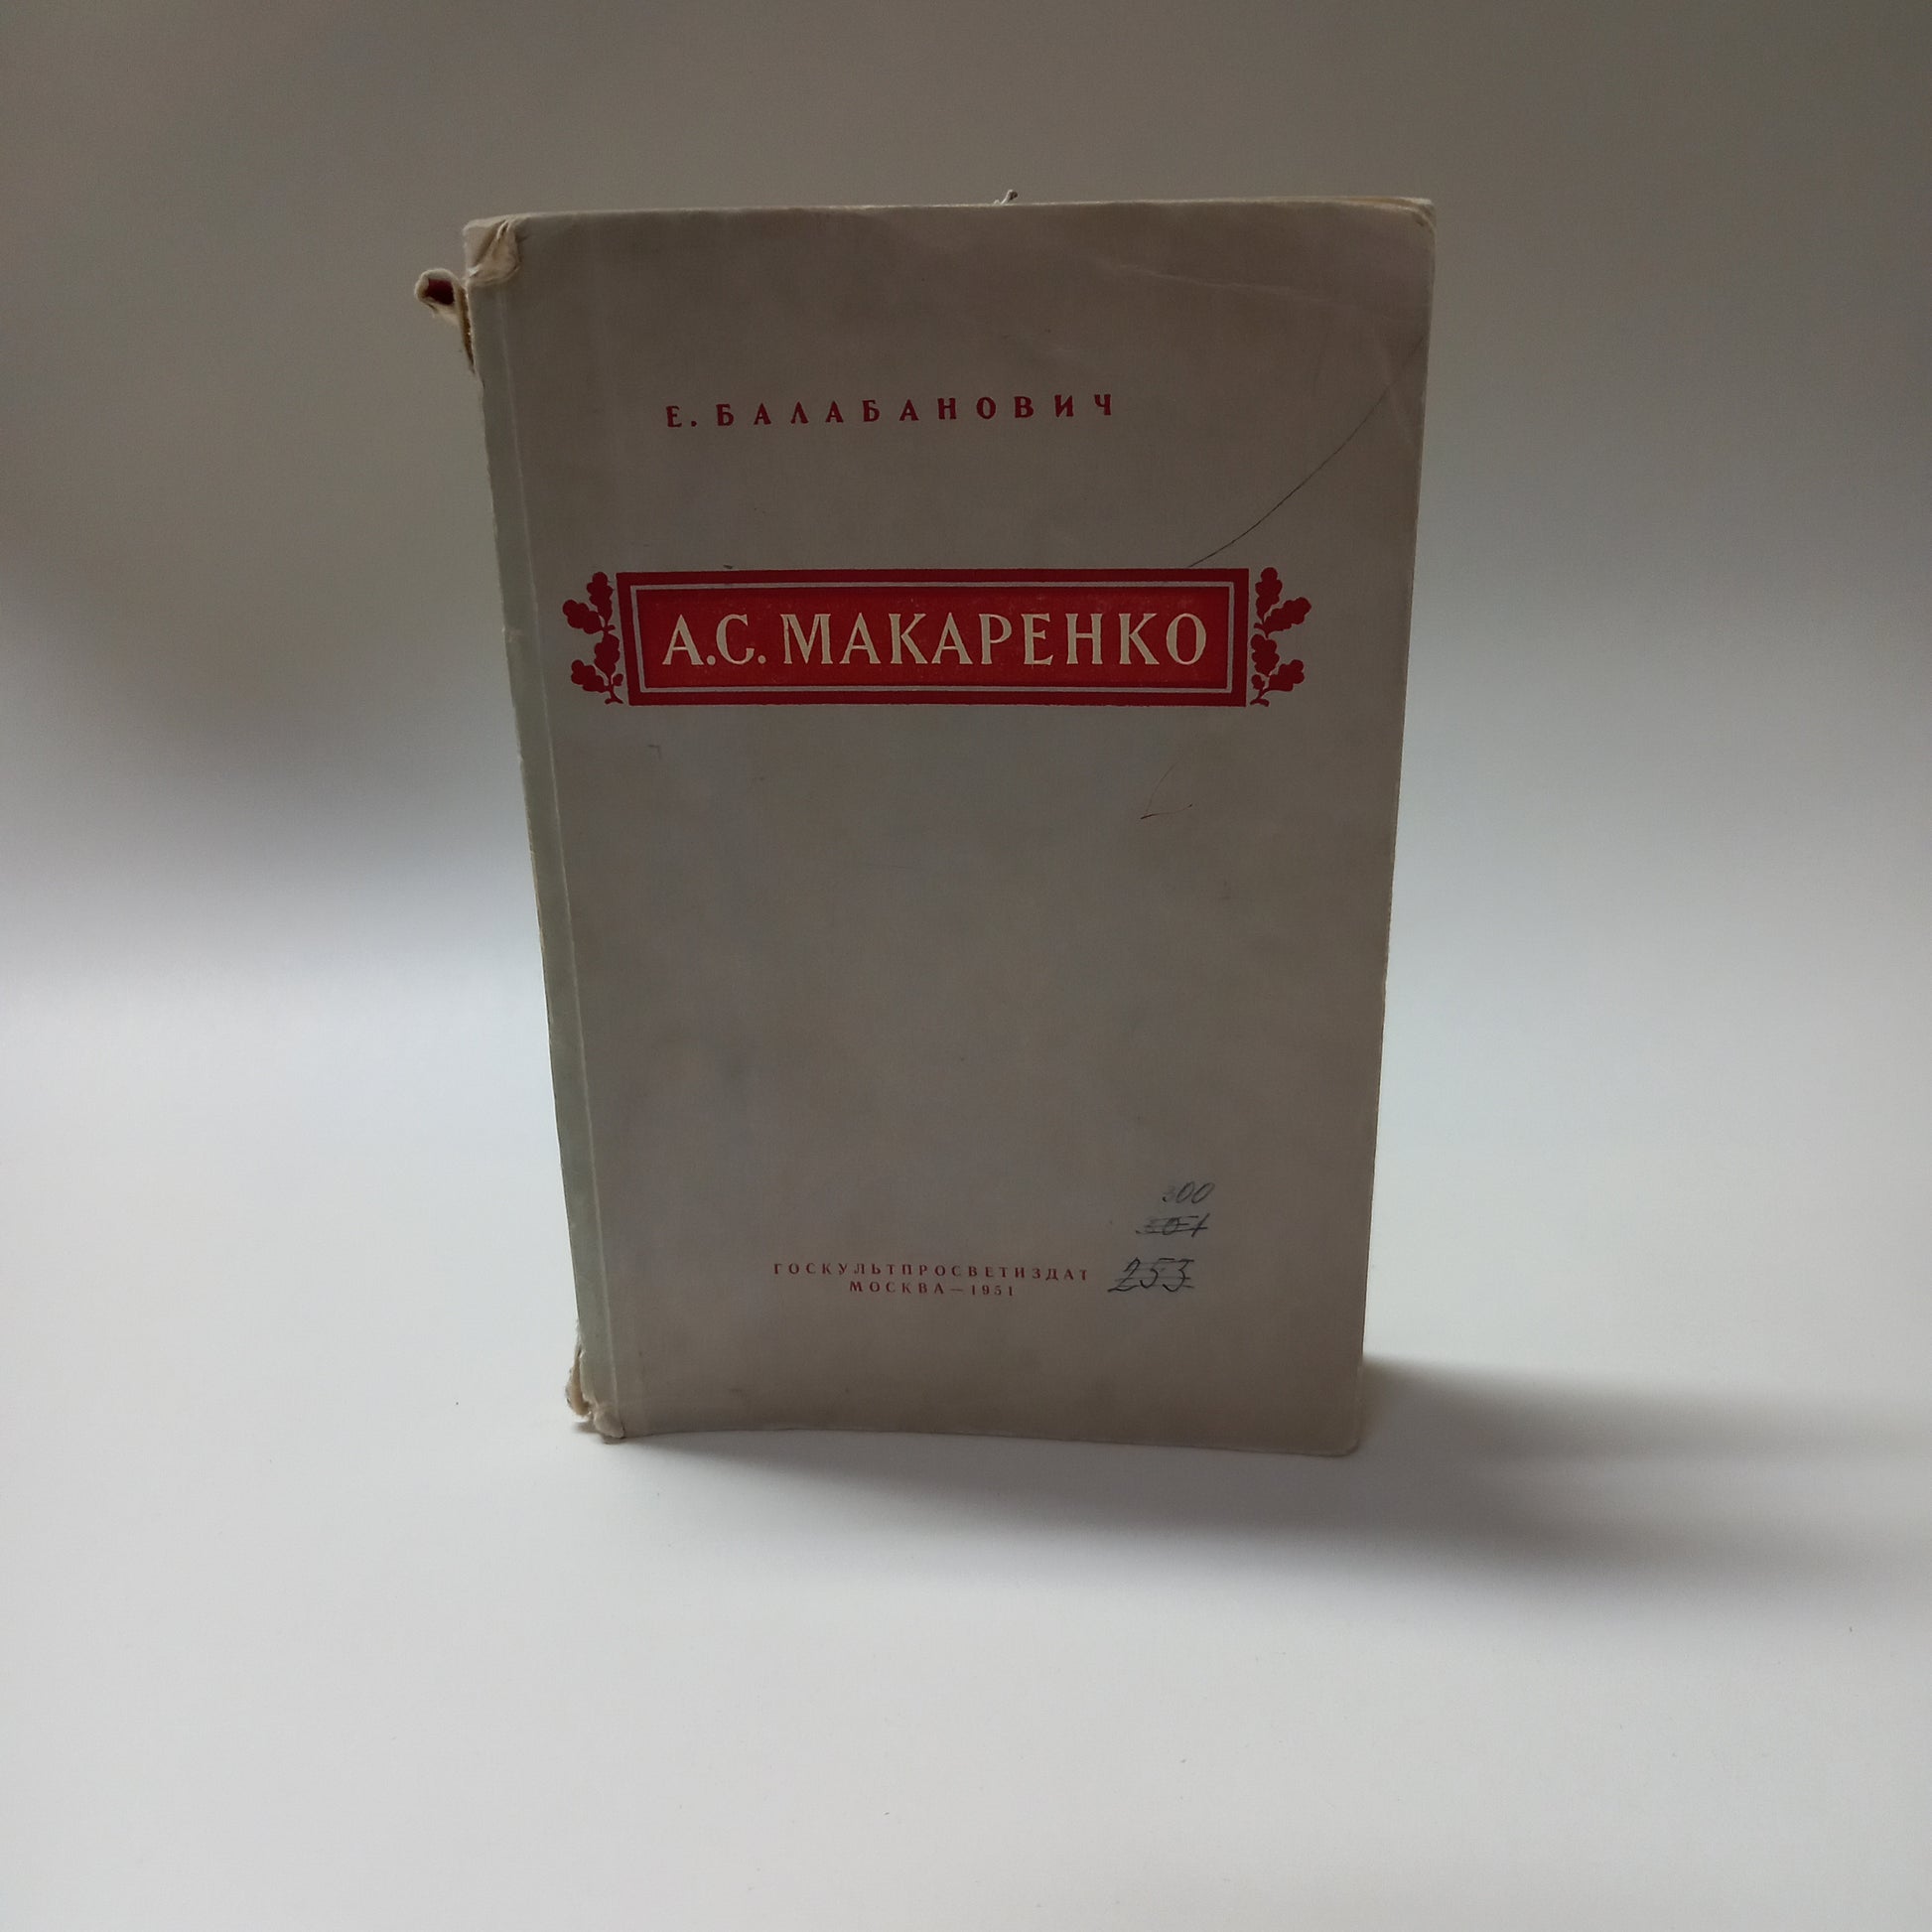 Е. БАЛАБАНОВИЧ
А.С. МАКАРЕНКО
300
ГОСКУЛЬТПРОСВЕТИЗДАТ
МОСКВА — 1951
253